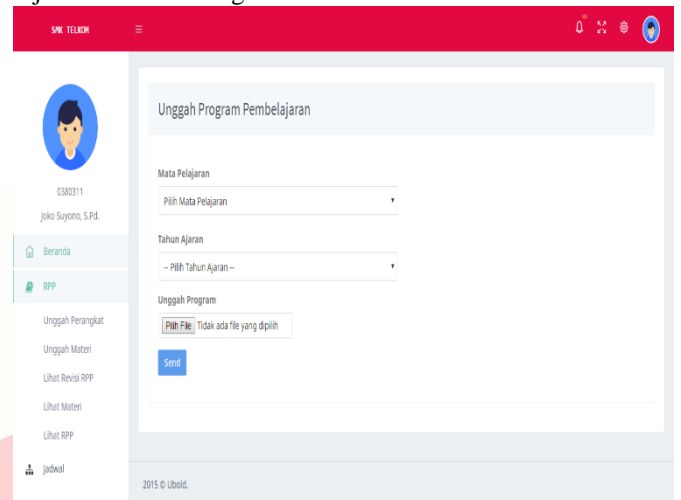 SMK TELKOM
0380311
Joko Suyono, S.Pd.
Beranda
RPP
Unggah Perangkat
Unggah Materi
Lihat Revisi RPP
Lihat Materi
Lihat RPP
Jadwal
Unggah Program Pembelajaran
Mata Pelajaran
Pilih Mata Pelajaran
Tahun Ajaran
-- Pilih Tahun Ajaran --
Unggah Program
Pilih File Tidak ada file yang dipilih
Send
2015 © Ubold.